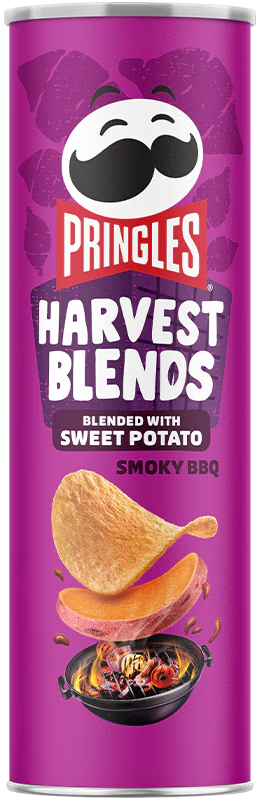 PRINGLES®
HARVEST
BLENDS
BLENDED WITH
SWEET POTATO
SMOKY BBQ